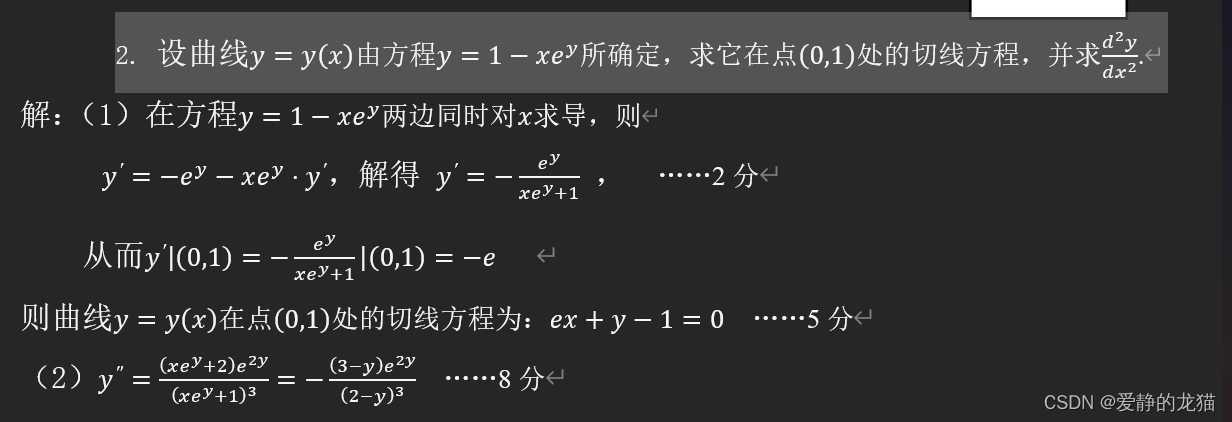 2. 设曲线y = y(x)由方程y = 1 − xe^y所确定，求它在点(0,1)处的切线方程，并求d²y/dx².↵
解：（1）在方程y = 1 − xe^y两边同时对x求导，则↵
y′ = −e^y − xe^y · y′，解得 y′ = − e^y/(xe^y+1) ， ……2 分↵
从而y′|(0,1) = − e^y/(xe^y+1) |(0,1) = −e ↵
则曲线y = y(x)在点(0,1)处的切线方程为：ex + y − 1 = 0 ……5 分↵
（2）y″ = (xe^y+2)e^{2y}/(xe^y+1)³ = − (3−y)e^{2y}/(2−y)³ ……8 分↵
CSDN @爱静的龙猫